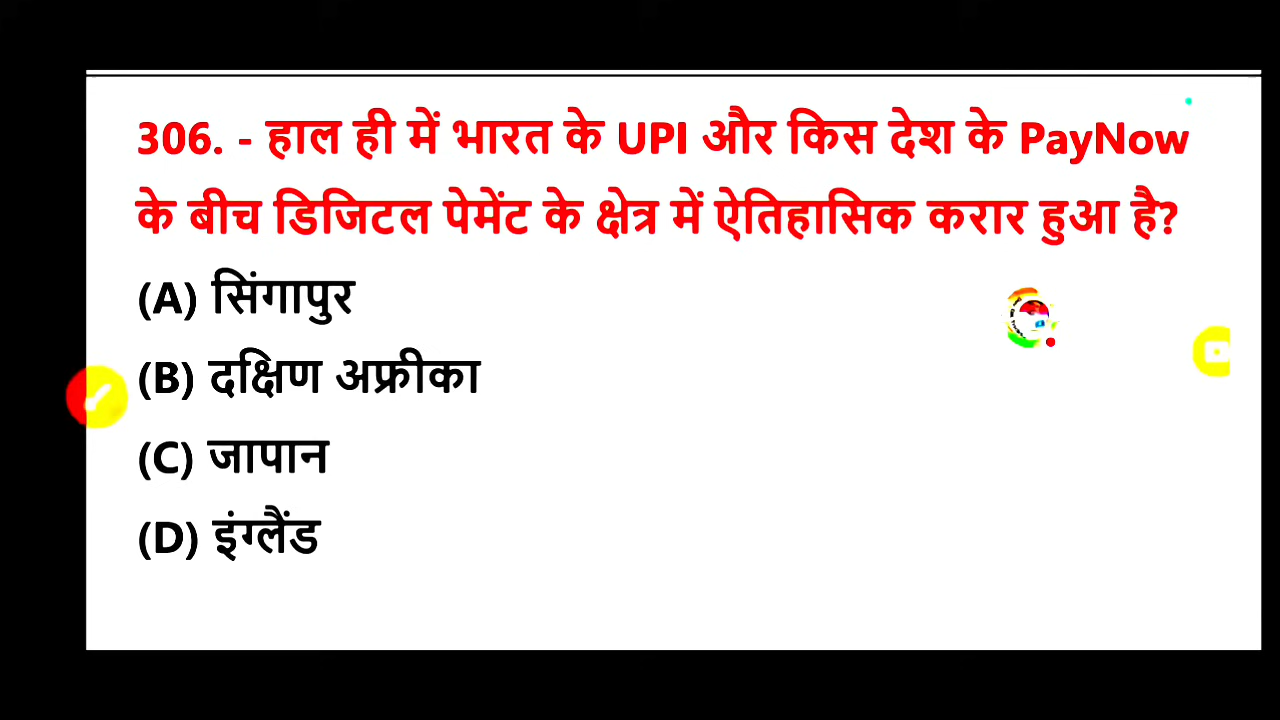 306. - हाल ही में भारत के UPI और किस देश के PayNow
के बीच डिजिटल पेमेंट के क्षेत्र में ऐतिहासिक करार हुआ है?
(A) सिंगापुर
(B) दक्षिण अफ्रीका
(C) जापान
(D) इंग्लैंड